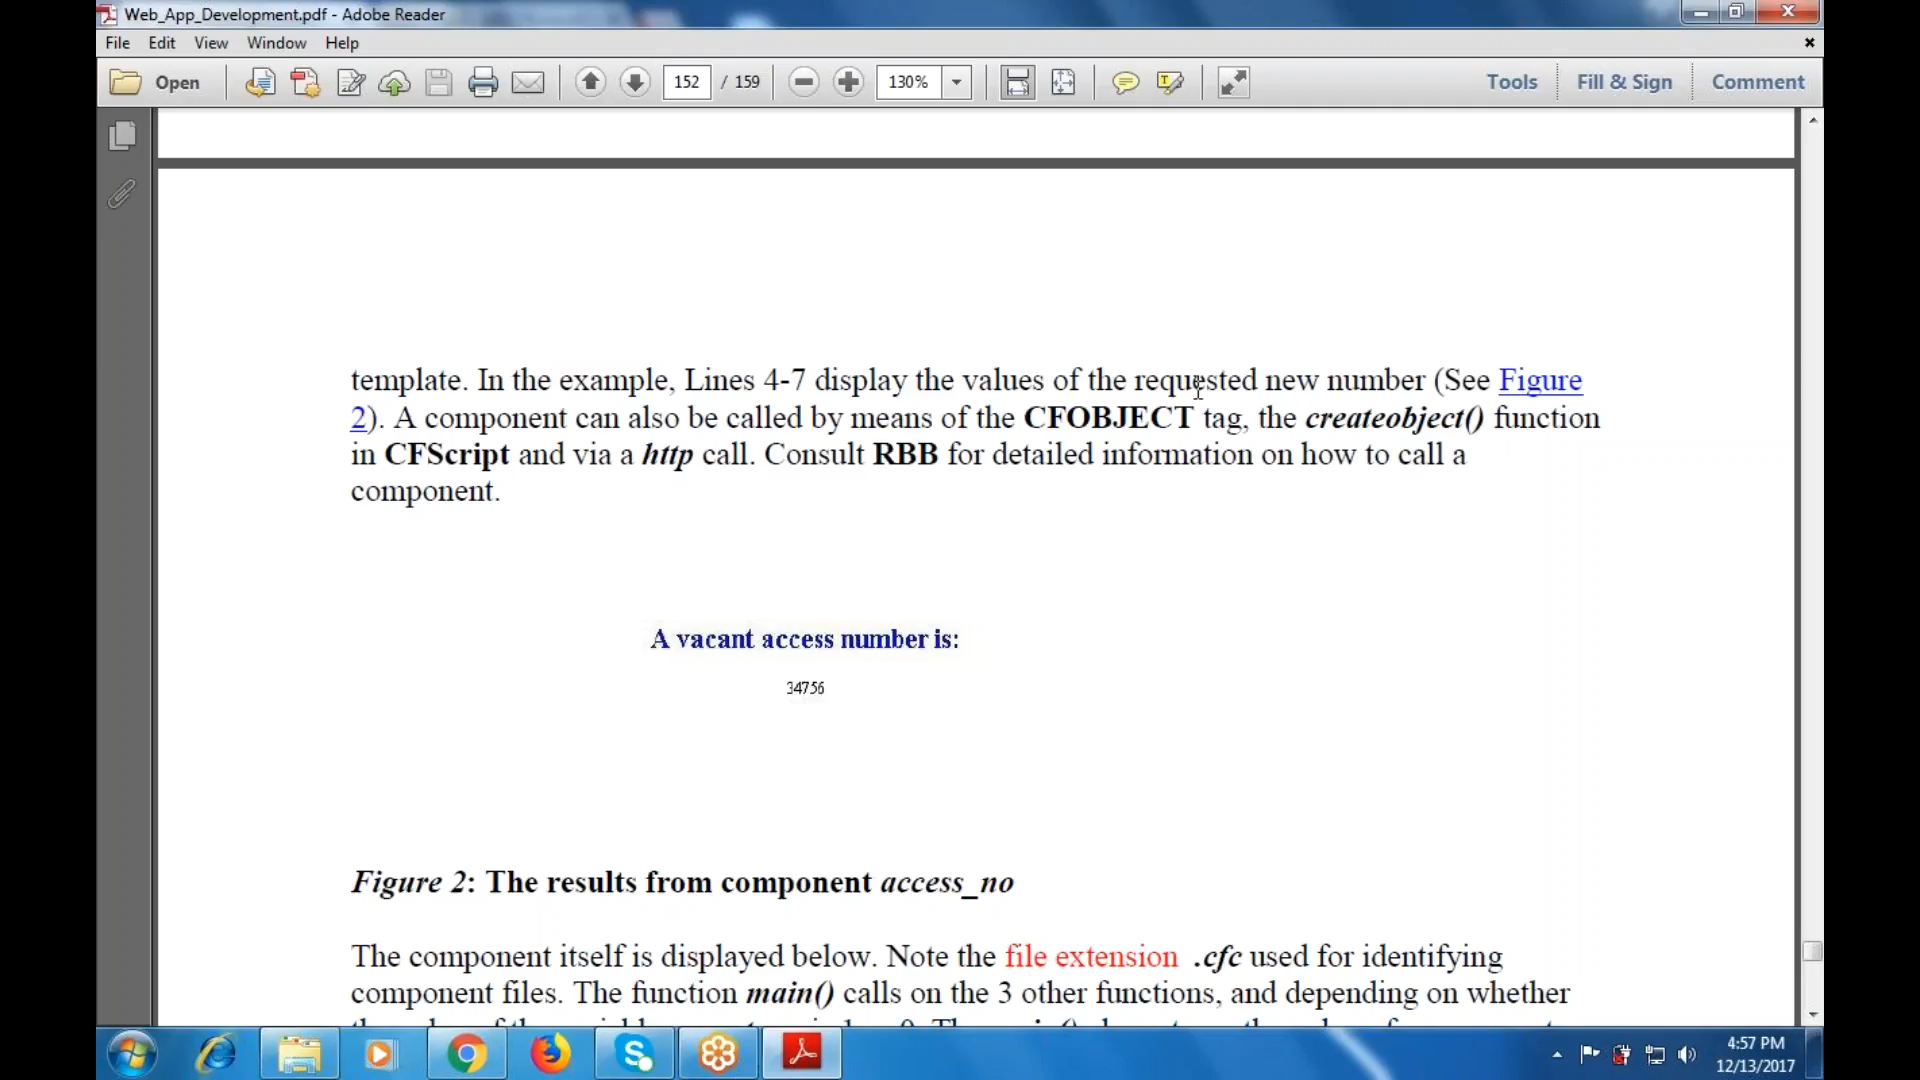 Web_App_Development.pdf - Adobe Reader
File Edit View Window Help
Open 152 / 159 130% Tools Fill & Sign Comment
template. In the example, Lines 4-7 display the values of the requested new number (See Figure
2). A component can also be called by means of the CFOBJECT tag, the createobject() function
in CFScript and via a http call. Consult RBB for detailed information on how to call a
component.
A vacant access number is:
34756
Figure 2: The results from component access_no
The component itself is displayed below. Note the file extension .cfc used for identifying
component files. The function main() calls on the 3 other functions, and depending on whether
4:57 PM
12/13/2017